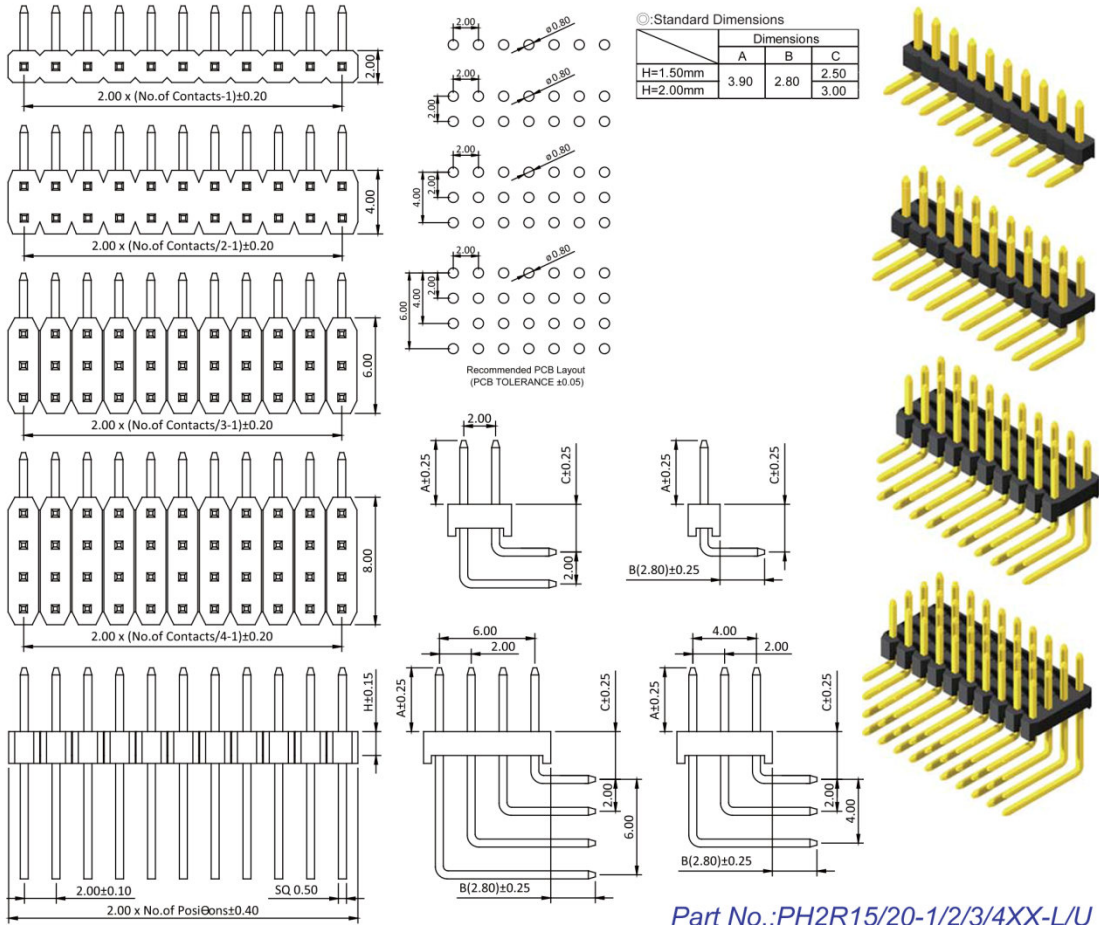 2.00
2.00 x (No.of Contacts-1)±0.20
4.00
2.00 x (No.of Contacts/2-1)±0.20
6.00
2.00 x (No.of Contacts/3-1)±0.20
8.00
2.00 x (No.of Contacts/4-1)±0.20
H±0.15
2.00±0.10
SQ 0.50
2.00 x No.of PosiƟons±0.40
2.00
ø0.80
2.00
ø0.80
2.00
2.00
ø0.80
2.00
4.00
2.00
ø0.80
2.00
4.00
6.00
Recommended PCB Layout
(PCB TOLERANCE ±0.05)
◎:Standard Dimensions
Dimensions
A B C
H=1.50mm 3.90 2.80 2.50
H=2.00mm 3.00
2.00
A±0.25
C±0.25
2.00
A±0.25
C±0.25
B(2.80)±0.25
6.00
2.00
A±0.25
C±0.25
2.00
6.00
B(2.80)±0.25
4.00
2.00
A±0.25
C±0.25
2.00
4.00
B(2.80)±0.25
Part No.:PH2R15/20-1/2/3/4XX-L/U